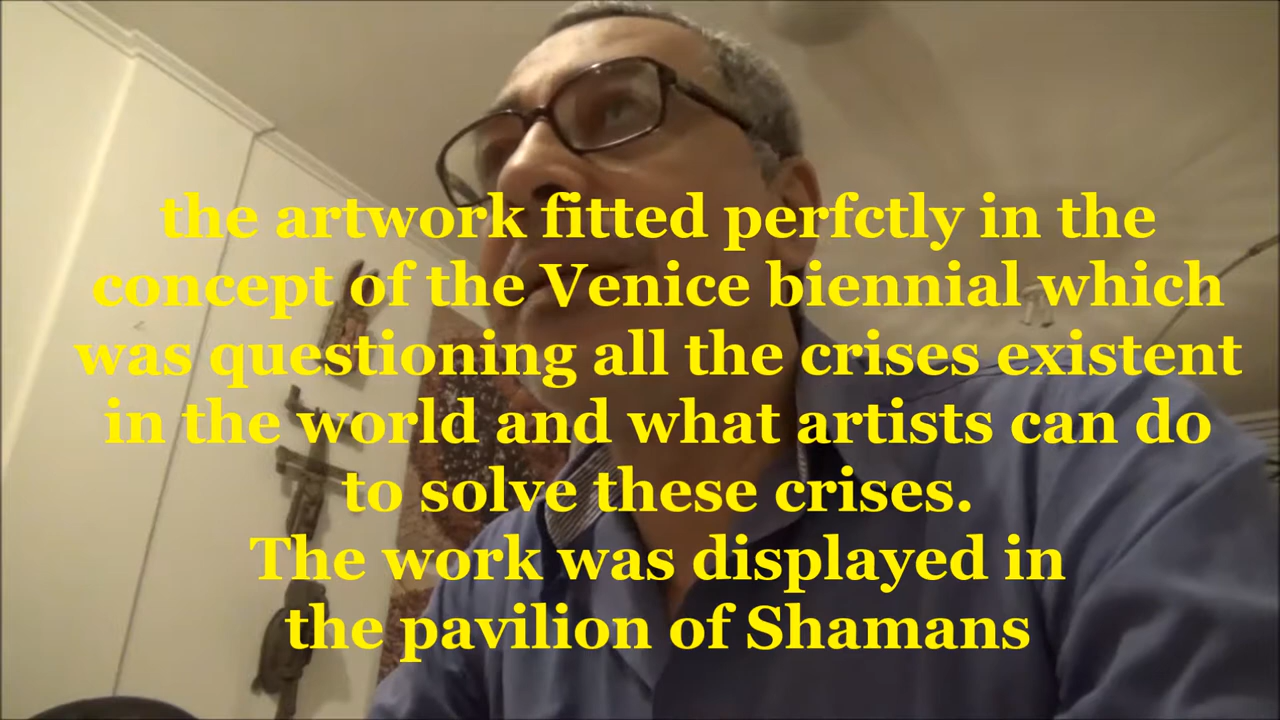 the artwork fitted perfctly in the
concept of the Venice biennial which
was questioning all the crises existent
in the world and what artists can do
to solve these crises.
The work was displayed in
the pavilion of Shamans